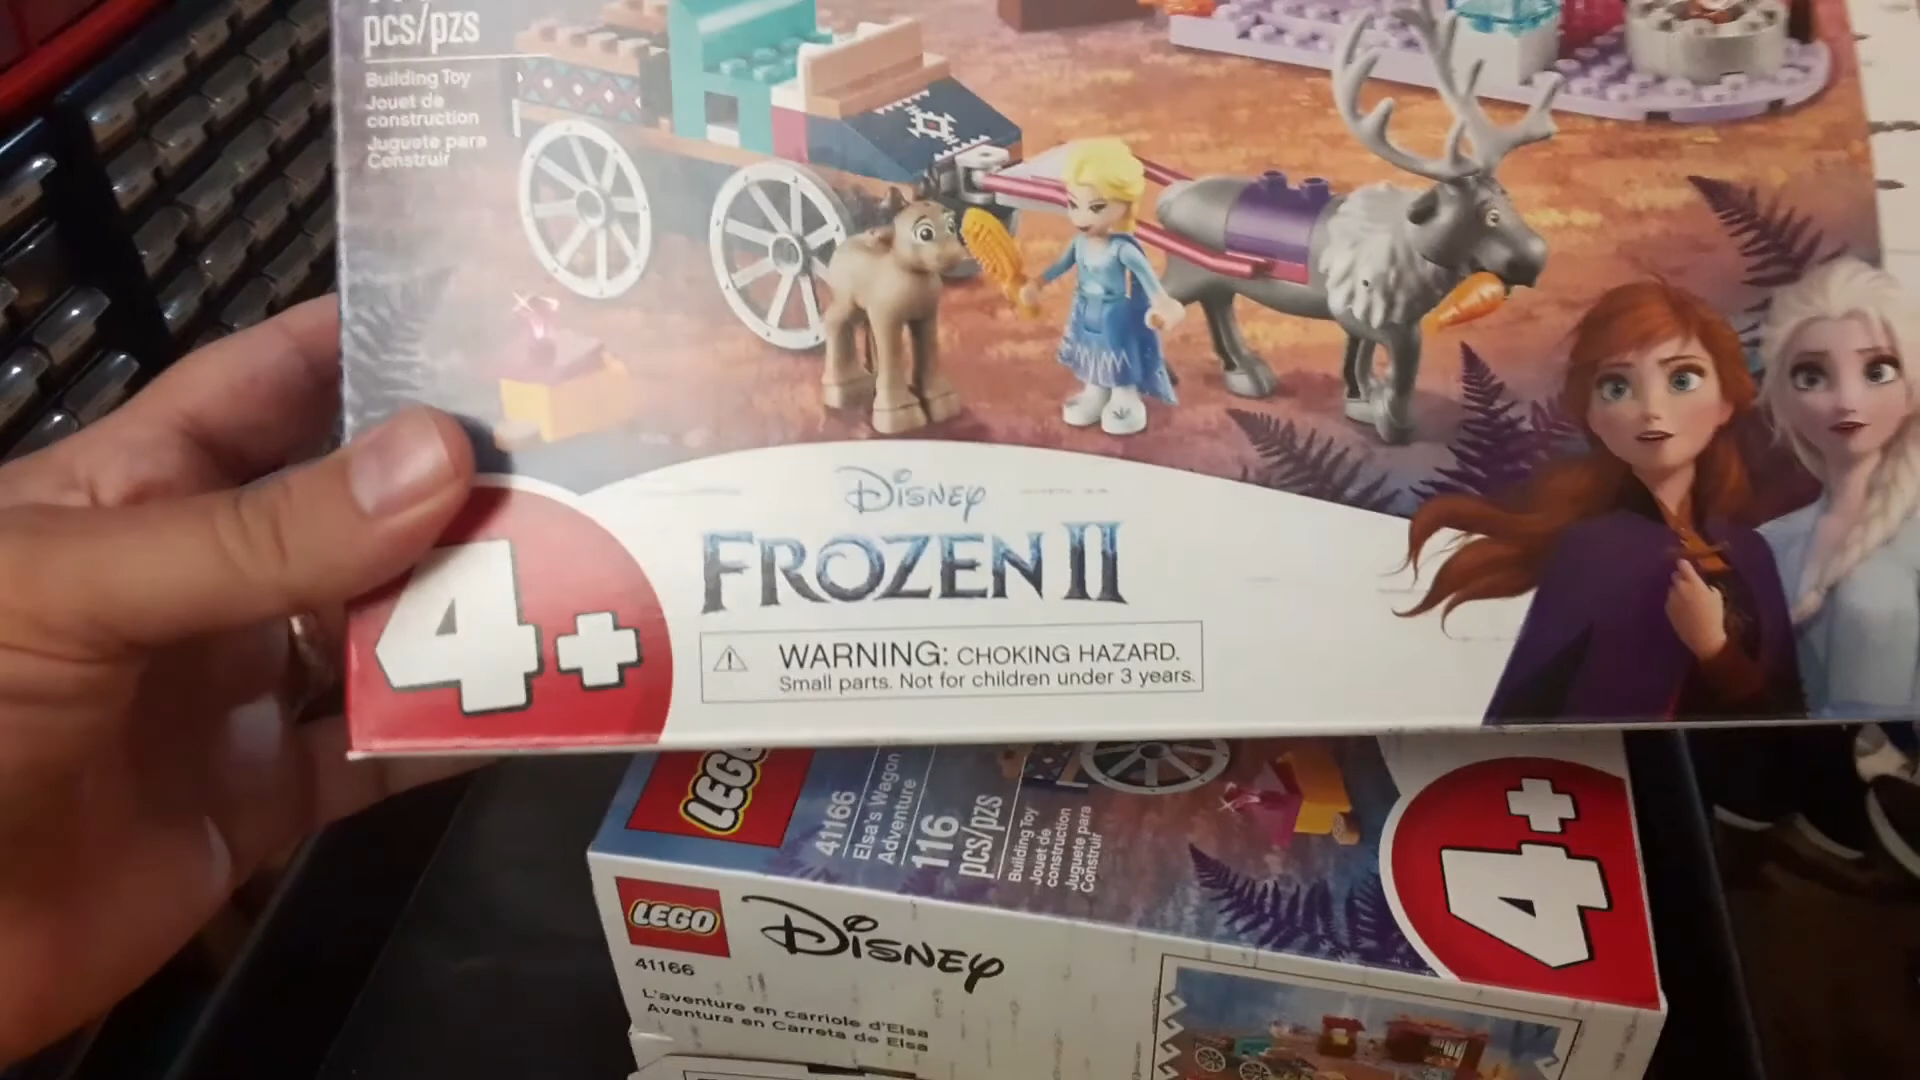 pcs/pzs
Building Toy
Jouet de
construction
Juguete para
Construir
Disney
FROZEN II
4+
WARNING: CHOKING HAZARD.
Small parts. Not for children under 3 years.
LEGO
41166
Elsa's Wagon
Adventure
116
pcs/pzs
Building Toy
Jouet de
construction
Juguete para
Construir
4+
LEGO
Disney
41166
L'aventure en carriole d'Elsa
Aventura en Carreta de Elsa